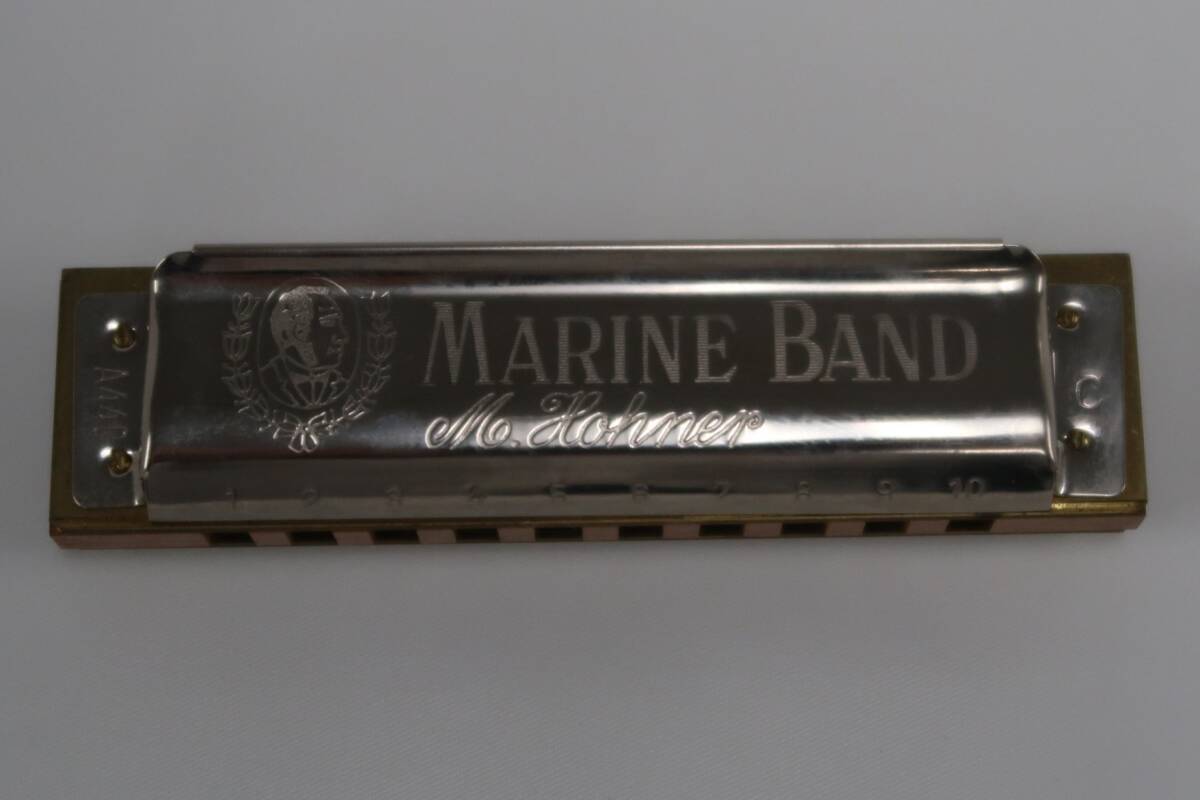 MARINE BAND
M. Hohner
C
1 2 3 4 5 6 7 8 9 10